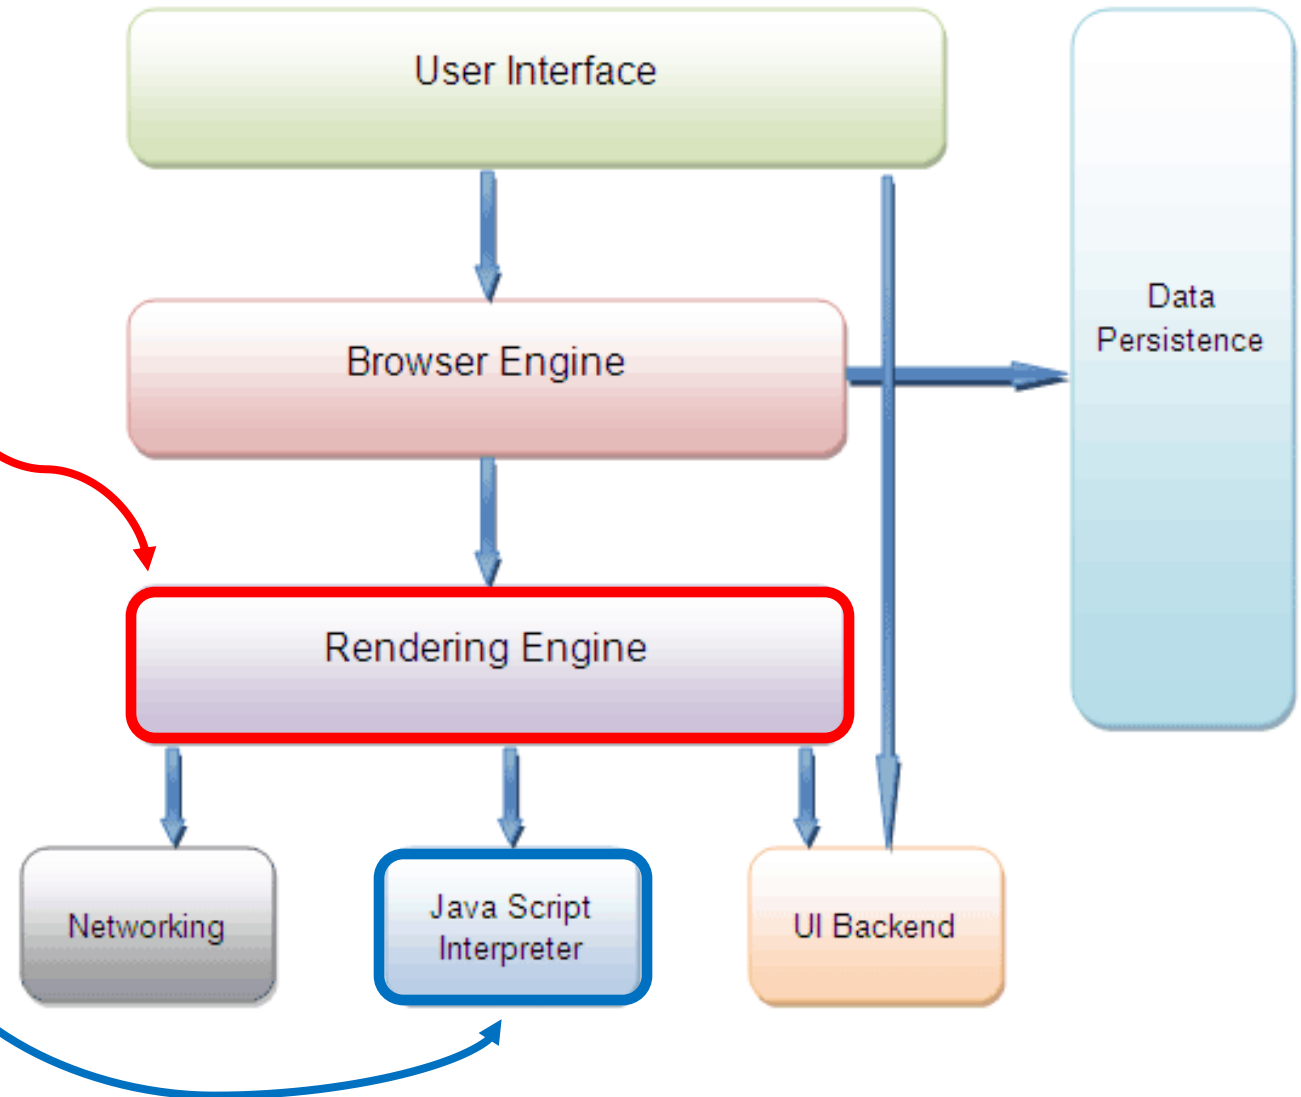 User Interface
Browser Engine
Data
Persistence
Rendering Engine
Networking
Java Script
Interpreter
UI Backend